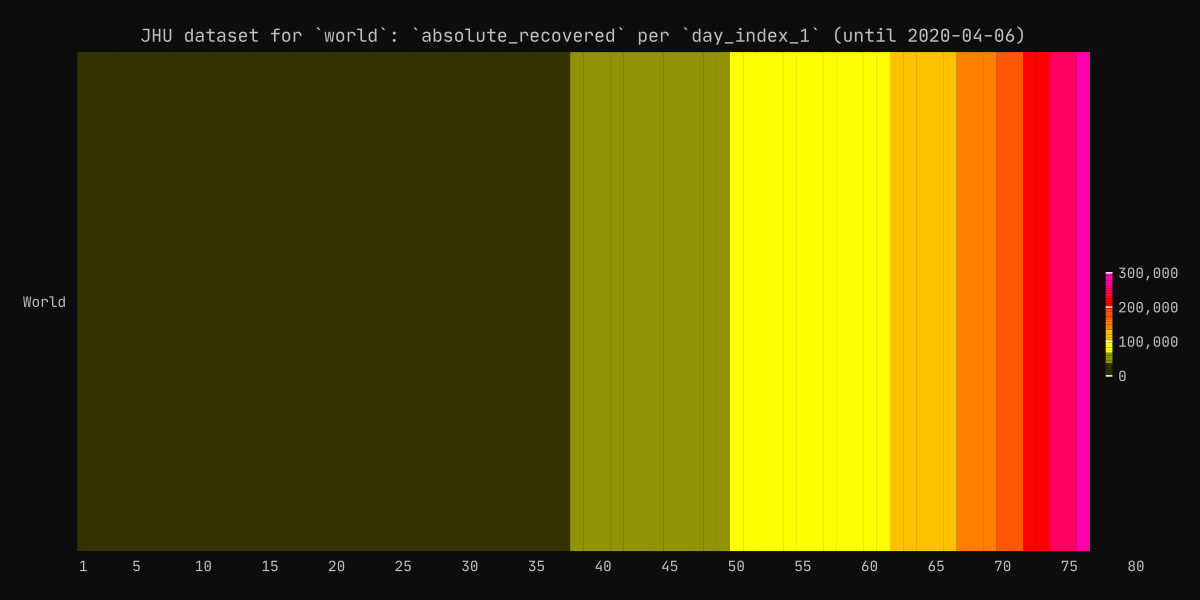 JHU dataset for `world`: `absolute_recovered` per `day_index_1` (until 2020-04-06)
World
300,000
200,000
100,000
0
1 5 10 15 20 25 30 35 40 45 50 55 60 65 70 75 80